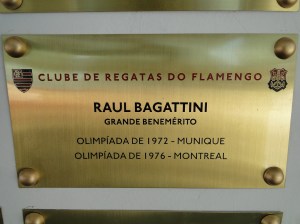 CLUBE DE REGATAS DO FLAMENGO
RAUL BAGATTINI
GRANDE BENEMÉRITO
OLIMPÍADA DE 1972 - MUNIQUE
OLIMPÍADA DE 1976 - MONTREAL